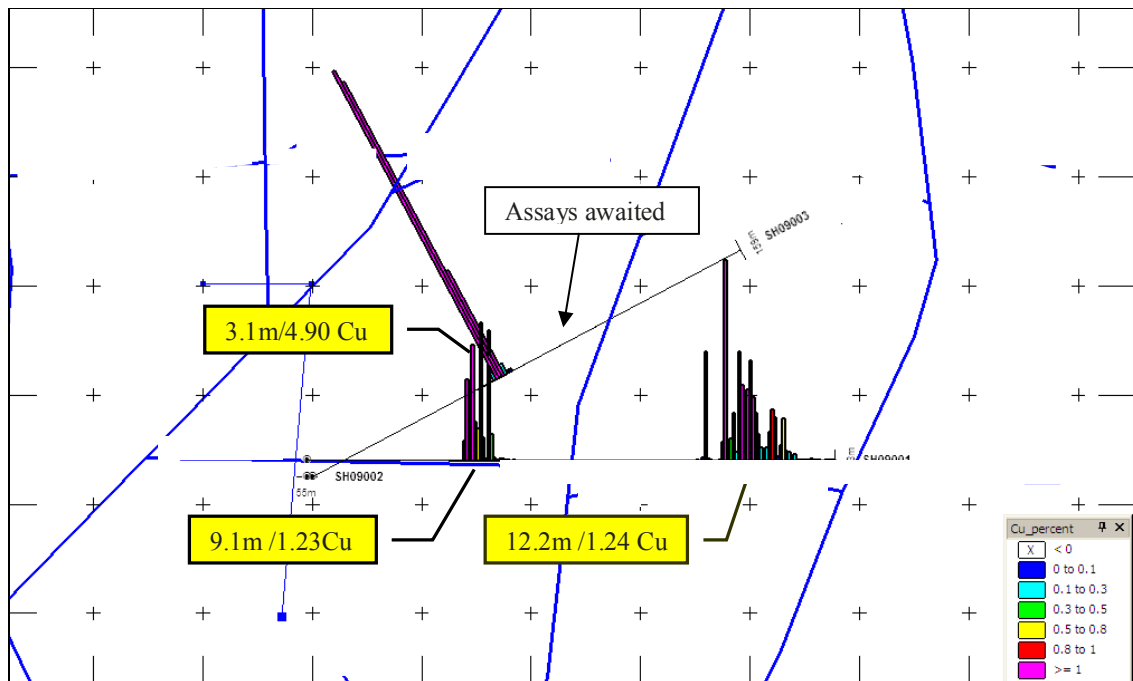 Assays awaited
SH09003
159m
3.1m/4.90 Cu
SH09002
55m
SH09001
9.1m /1.23Cu
12.2m /1.24 Cu
Cu_percent
X < 0
0 to 0.1
0.1 to 0.3
0.3 to 0.5
0.5 to 0.8
0.8 to 1
>= 1